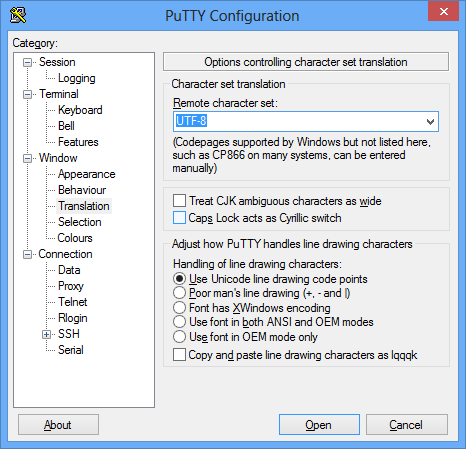 PuTTY Configuration
Category:
Session
Logging
Terminal
Keyboard
Bell
Features
Window
Appearance
Behaviour
Translation
Selection
Colours
Connection
Data
Proxy
Telnet
Rlogin
SSH
Serial
Options controlling character set translation
Character set translation
Remote character set:
UTF-8
(Codepages supported by Windows but not listed here,
such as CP866 on many systems, can be entered
manually)
Treat CJK ambiguous characters as wide
Caps Lock acts as Cyrillic switch
Adjust how PuTTY handles line drawing characters
Handling of line drawing characters:
Use Unicode line drawing code points
Poor man's line drawing (+, - and |)
Font has XWindows encoding
Use font in both ANSI and OEM modes
Use font in OEM mode only
Copy and paste line drawing characters as lqqqk
About
Open
Cancel